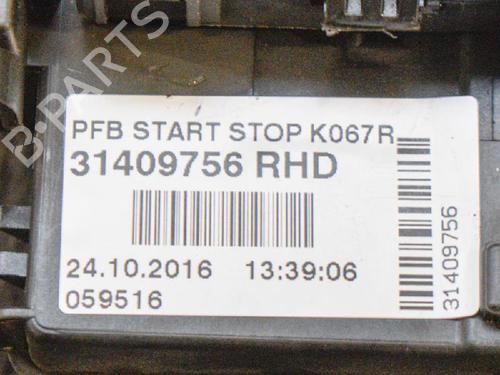 B-PARTS
PFB START STOP K067R
31409756 RHD
24.10.2016 13:39:06
059516
31409756